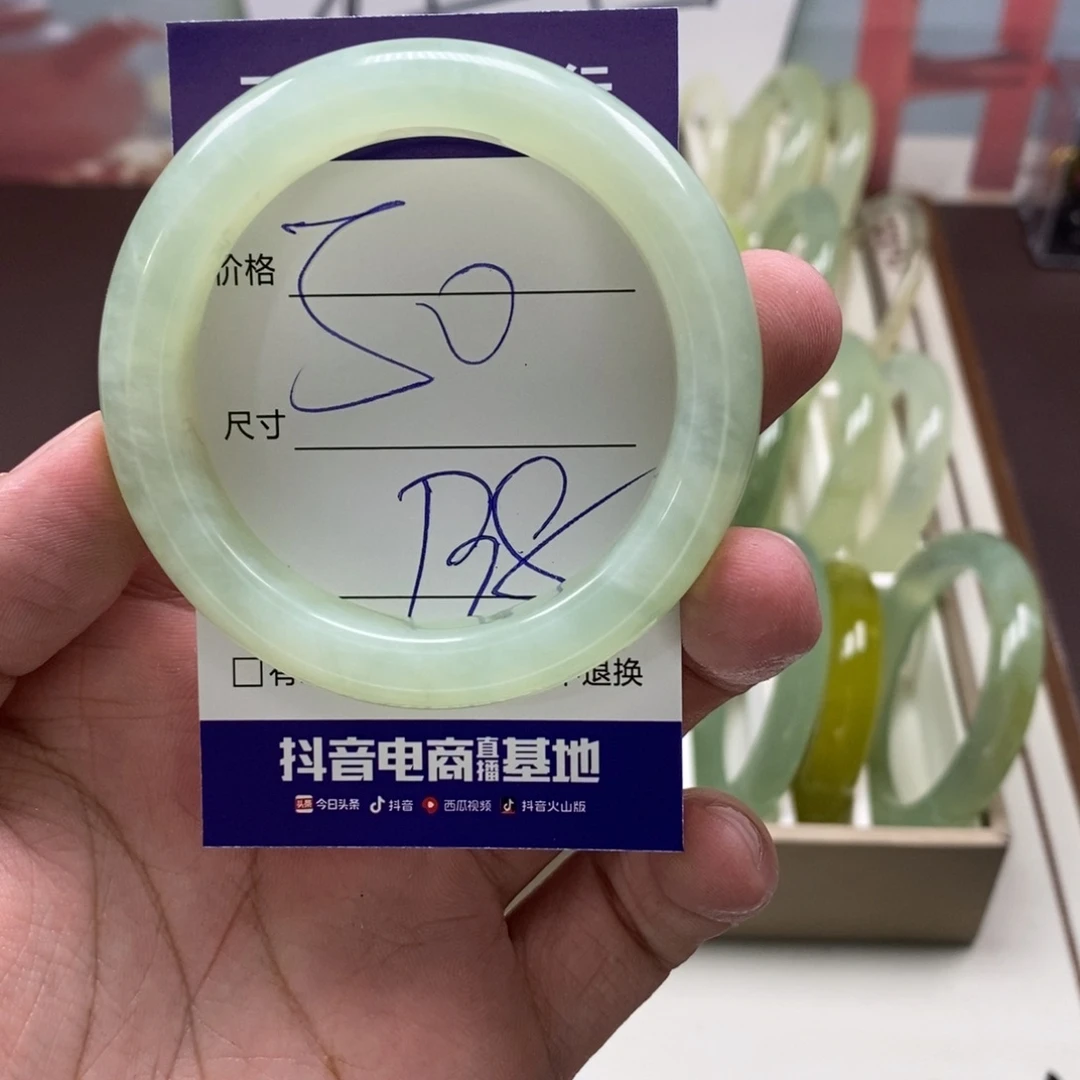 价格
50
尺寸
退换
抖音电商直播基地
今日头条 抖音 西瓜视频 抖音火山版